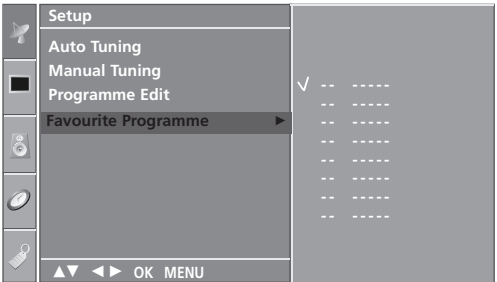 Setup
Auto Tuning
Manual Tuning
Programme Edit
Favourite Programme ►
√ -- -----
-- -----
-- -----
-- -----
-- -----
-- -----
-- -----
-- -----
▲▼ ◄► OK MENU